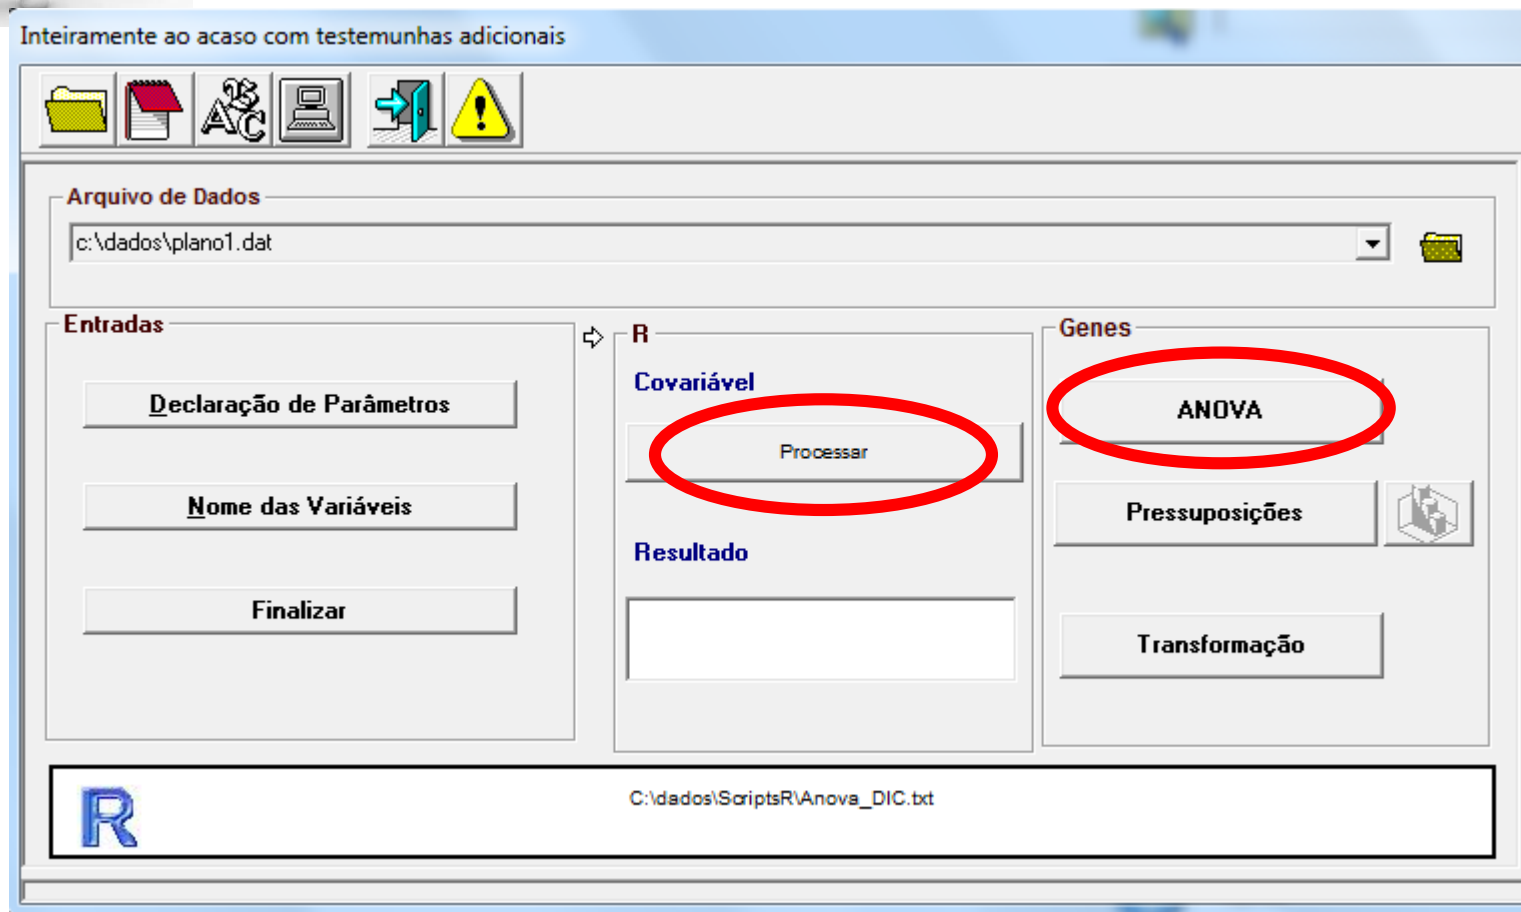 Inteiramente ao acaso com testemunhas adicionais
Arquivo de Dados
c:\dados\plano1.dat
Entradas
Declaração de Parâmetros
Nome das Variáveis
Finalizar
R
Covariável
Processar
Resultado
Genes
ANOVA
Pressuposições
Transformação
R
C:\dados\ScriptsR\Anova_DIC.txt